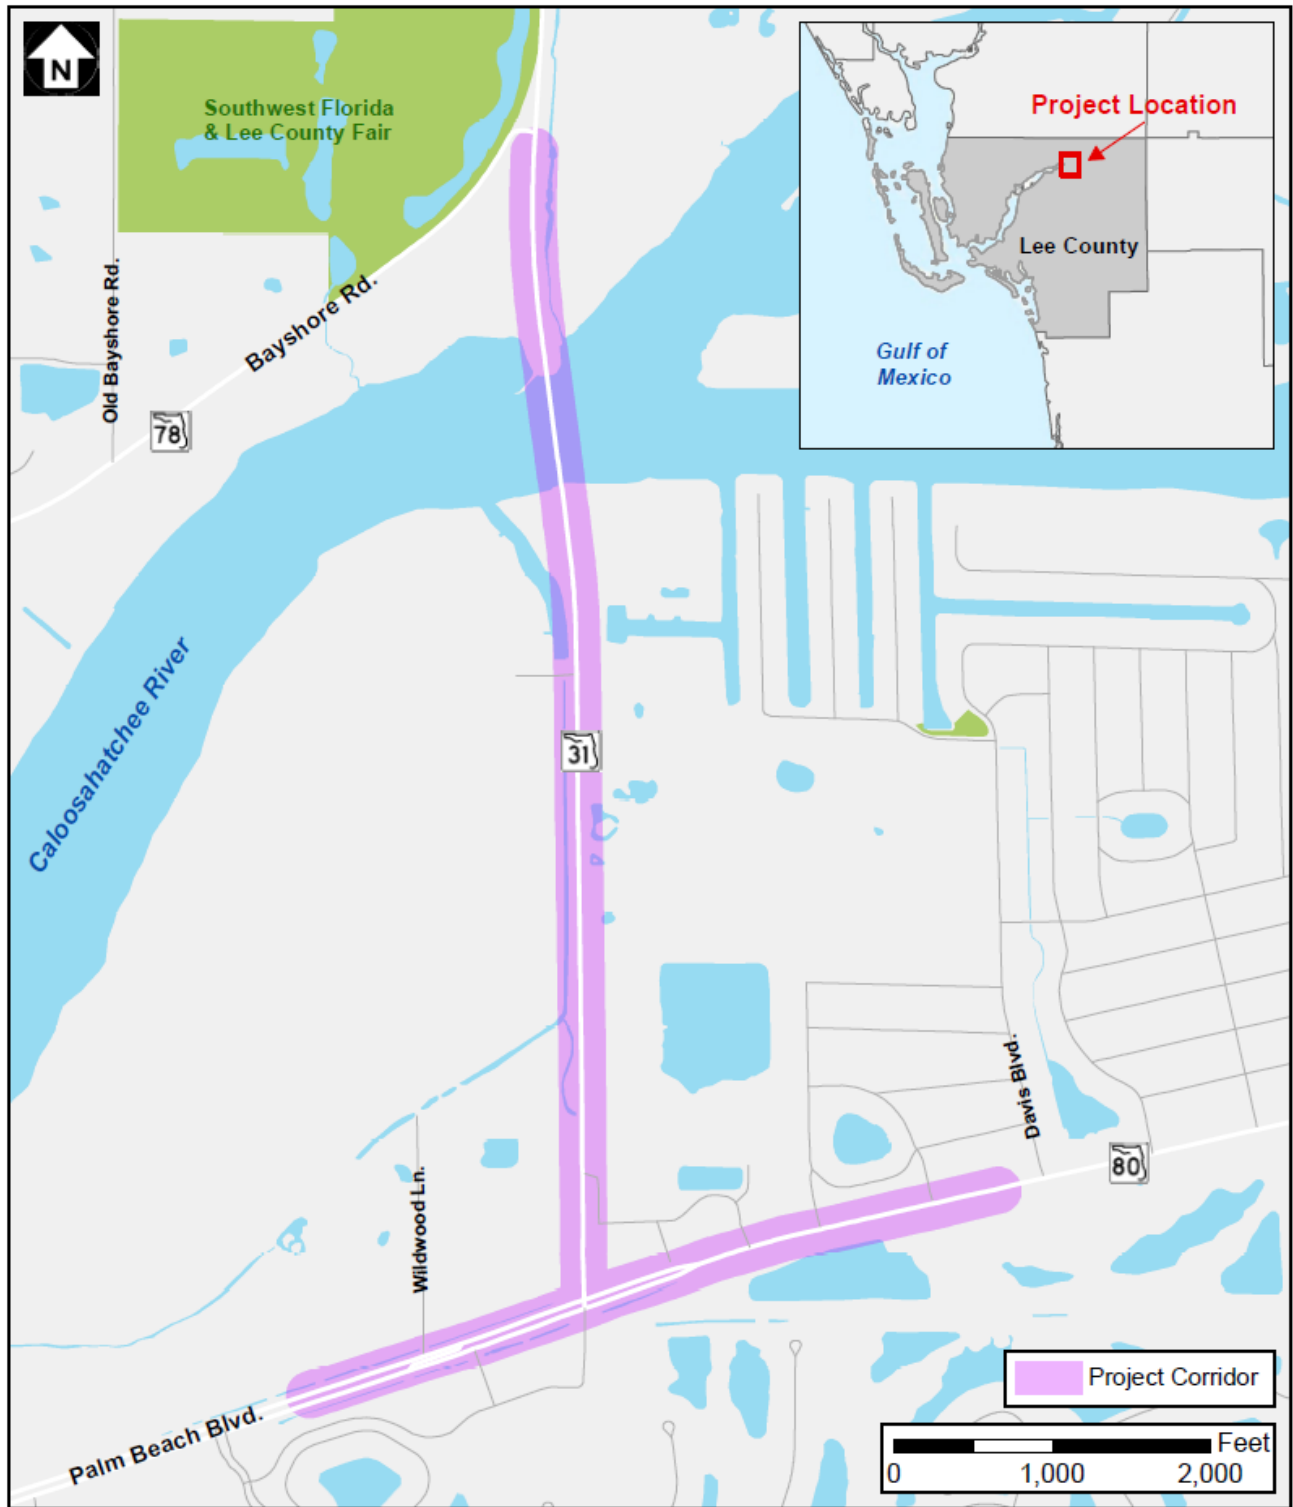 N
Southwest Florida
& Lee County Fair
Project Location
Lee County
Gulf of
Mexico
Old Bayshore Rd.
Bayshore Rd.
78
Caloosahatchee River
31
Davis Blvd.
80
Wildwood Ln.
Palm Beach Blvd.
Project Corridor
Feet
0 1,000 2,000